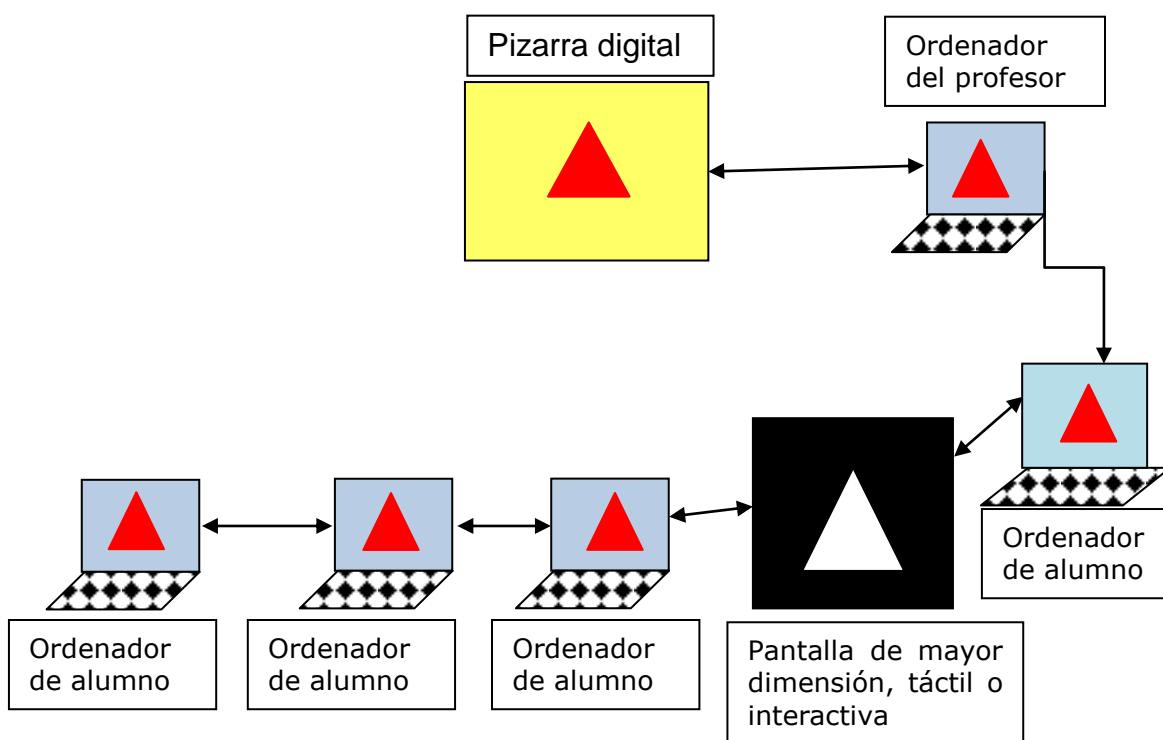 Pizarra digital
Ordenador
del profesor
Ordenador
de alumno
Ordenador
de alumno
Ordenador
de alumno
Ordenador
de alumno
Pantalla de mayor
dimensión, táctil o
interactiva